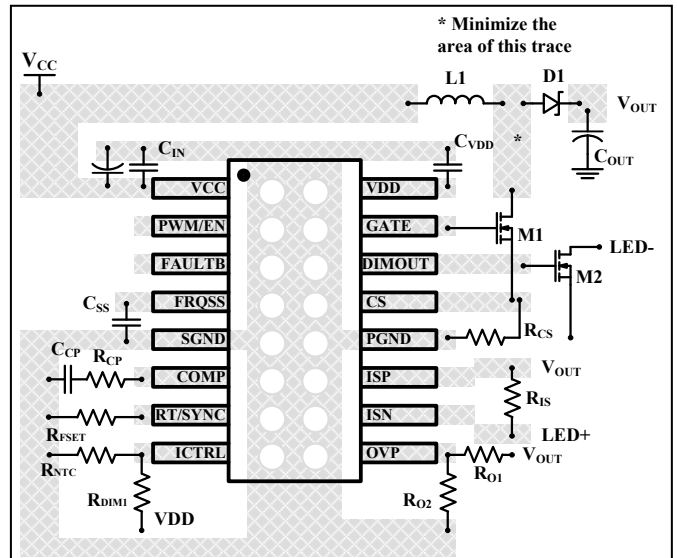 * Minimize the
area of this trace
VCC
L1
D1
VOUT
*
COUT
CIN
CVDD
VCC
VDD
PWM/EN
GATE
M1
FAULTB
DIMOUT
LED-
M2
CSS
FRQSS
CS
RCS
SGND
PGND
CCP
RCP
COMP
ISP
VOUT
RIS
RT/SYNC
ISN
RFSET
LED+
RNTC
ICTRL
OVP
VOUT
RO1
RDIM1
RO2
VDD